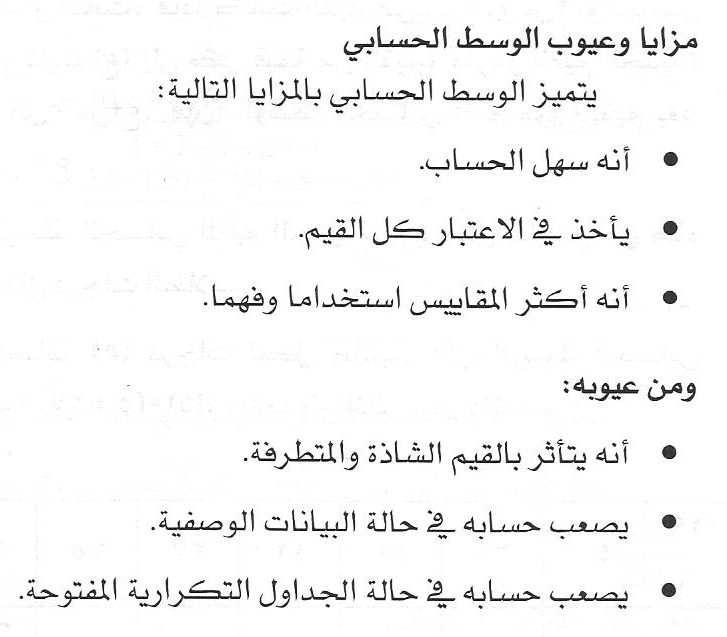 مزايا وعيوب الوسط الحسابي
يتميز الوسط الحسابي بالمزايا التالية:
• أنه سهل الحساب.
• يأخذ في الاعتبار كل القيم.
• أنه أكثر المقاييس استخداما وفهما.
ومن عيوبه:
• أنه يتأثر بالقيم الشاذة والمتطرفة.
• يصعب حسابه في حالة البيانات الوصفية.
• يصعب حسابه في حالة الجداول التكرارية المفتوحة.